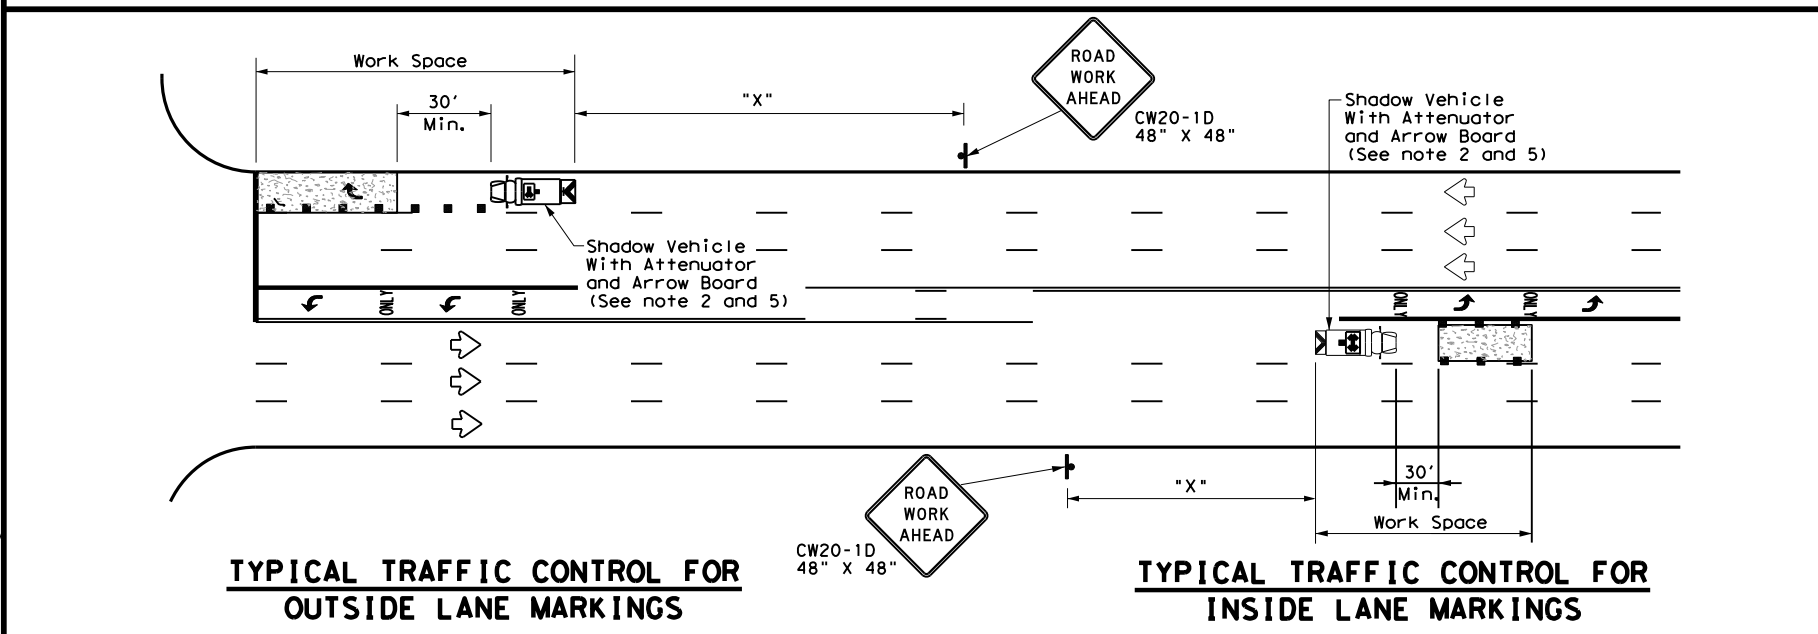 Work Space
30'
Min.
"X"
ROAD
WORK
AHEAD
CW20-1D
48" X 48"
Shadow Vehicle
With Attenuator
and Arrow Board
(See note 2 and 5)
Shadow Vehicle
With Attenuator
and Arrow Board
(See note 2 and 5)
ONLY
ONLY
ONLY
ONLY
ROAD
WORK
AHEAD
CW20-1D
48" X 48"
"X"
30'
Min.
Work Space
TYPICAL TRAFFIC CONTROL FOR
OUTSIDE LANE MARKINGS
TYPICAL TRAFFIC CONTROL FOR
INSIDE LANE MARKINGS